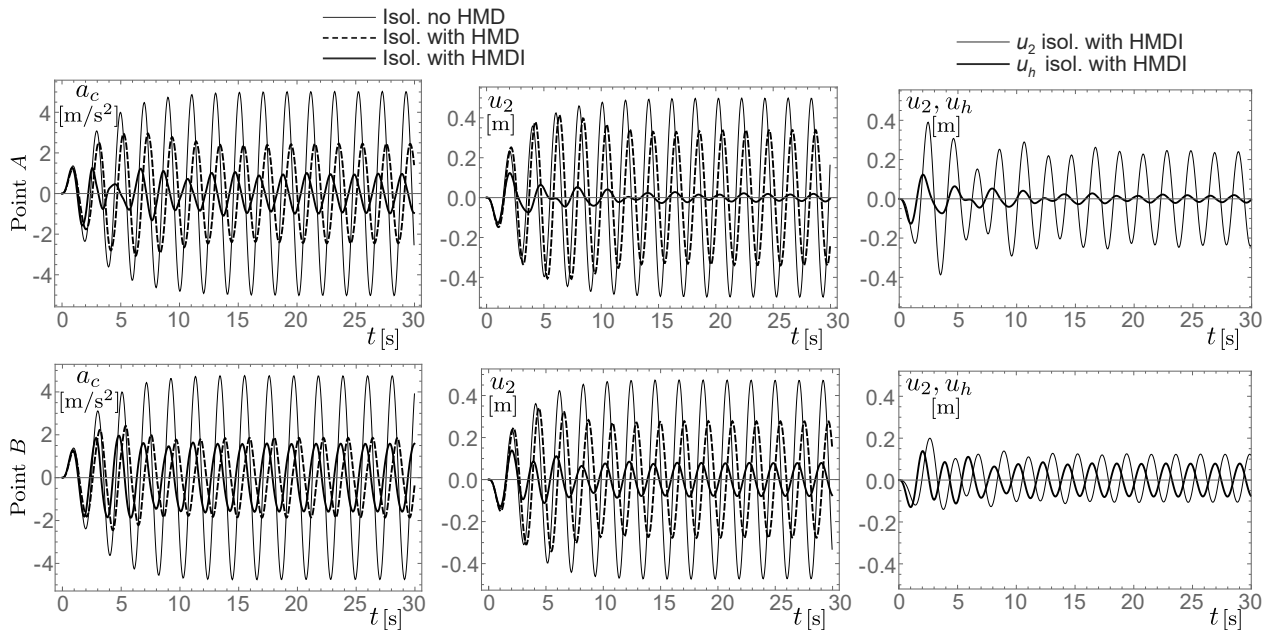 Isol. no HMD
Isol. with HMD
Isol. with HMDI
u₂ isol. with HMDI
uₕ isol. with HMDI
Point A
a_c
[m/s²]
4
2
0
-2
-4
0 5 10 15 20 25 30
t [s]
u₂
[m]
0.4
0.2
0.0
-0.2
-0.4
0 5 10 15 20 25 30
t [s]
u₂, uₕ
[m]
0.4
0.2
0.0
-0.2
-0.4
0 5 10 15 20 25 30
t [s]
Point B
a_c
[m/s²]
4
2
0
-2
-4
0 5 10 15 20 25 30
t [s]
u₂
[m]
0.4
0.2
0.0
-0.2
-0.4
0 5 10 15 20 25 30
t [s]
u₂, uₕ
[m]
0.4
0.2
0.0
-0.2
-0.4
0 5 10 15 20 25 30
t [s]